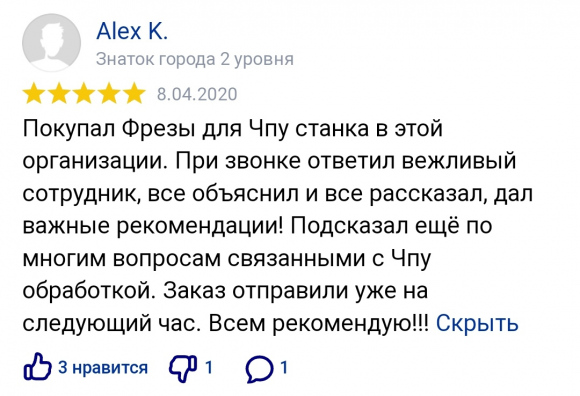 Alex K.
Знаток города 2 уровня
8.04.2020
Покупал Фрезы для Чпу станка в этой
организации. При звонке ответил вежливый
сотрудник, все объяснил и все рассказал, дал
важные рекомендации! Подсказал ещё по
многим вопросам связанными с Чпу
обработкой. Заказ отправили уже на
следующий час. Всем рекомендую!!! Скрыть
3 нравится 1 1